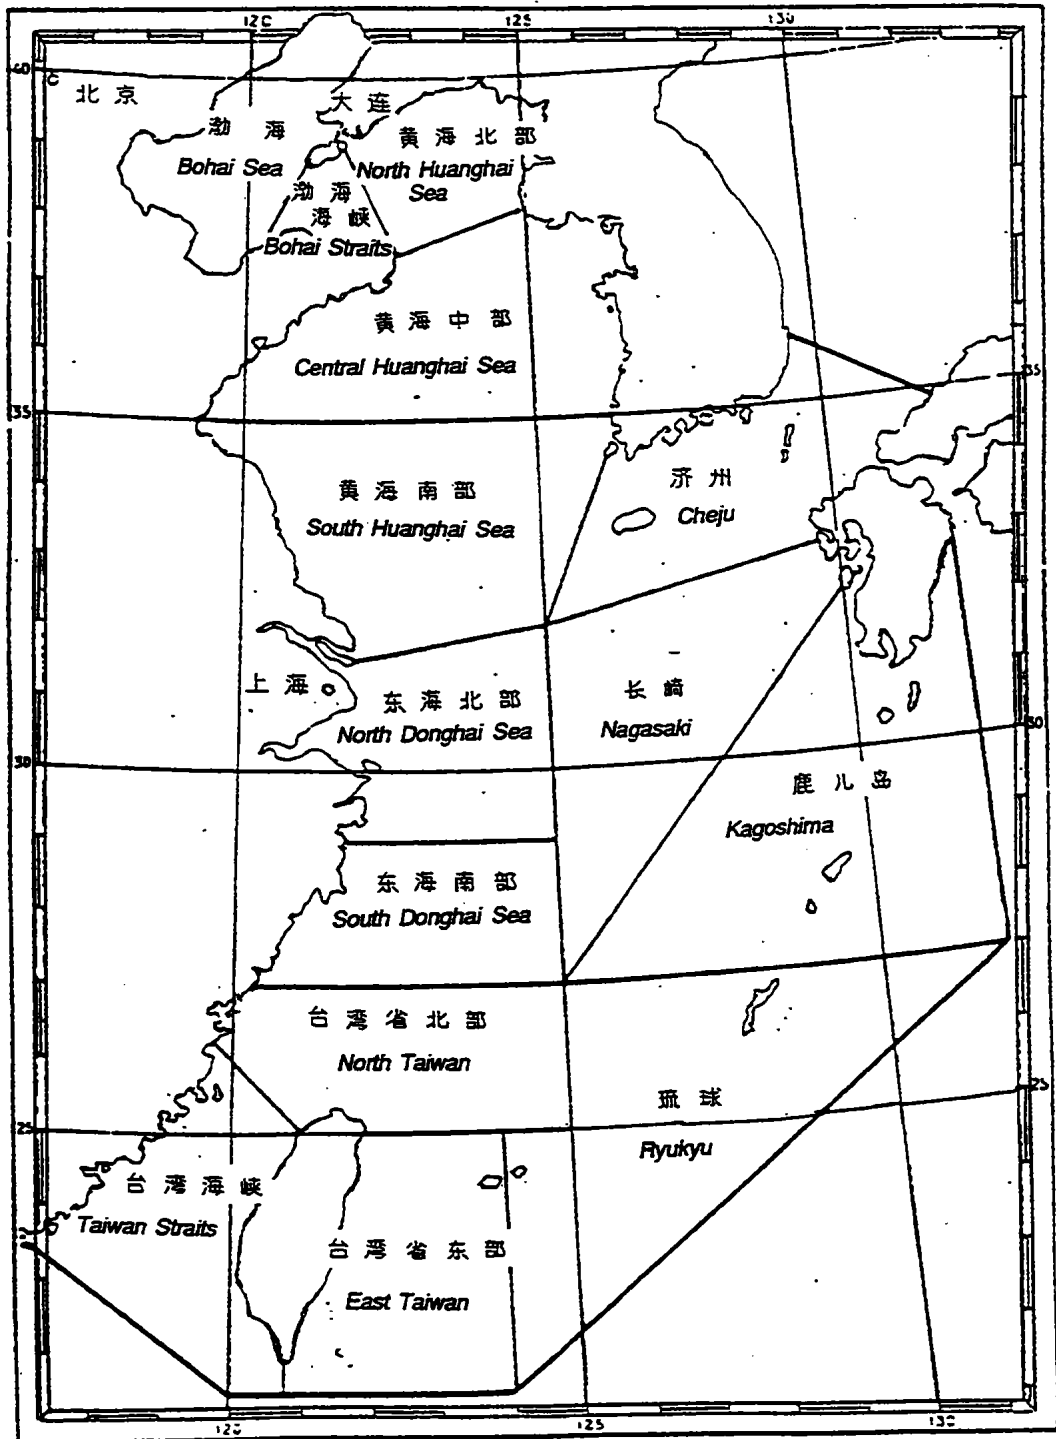 12C 125 130
40
北京
大连
渤海
黄海北部
Bohai Sea
North Huanghai
Sea
渤海
海峡
Bohai Straits
黄海中部
Central Huanghai Sea
35 35
黄海南部
South Huanghai Sea
济州
Cheju
上海
东海北部
North Donghai Sea
长崎
Nagasaki
30 30
鹿儿岛
Kagoshima
东海南部
South Donghai Sea
台湾省北部
North Taiwan
琉球
Ryukyu
25 25
台湾海峡
Taiwan Straits
台湾省东部
East Taiwan
120 125 130